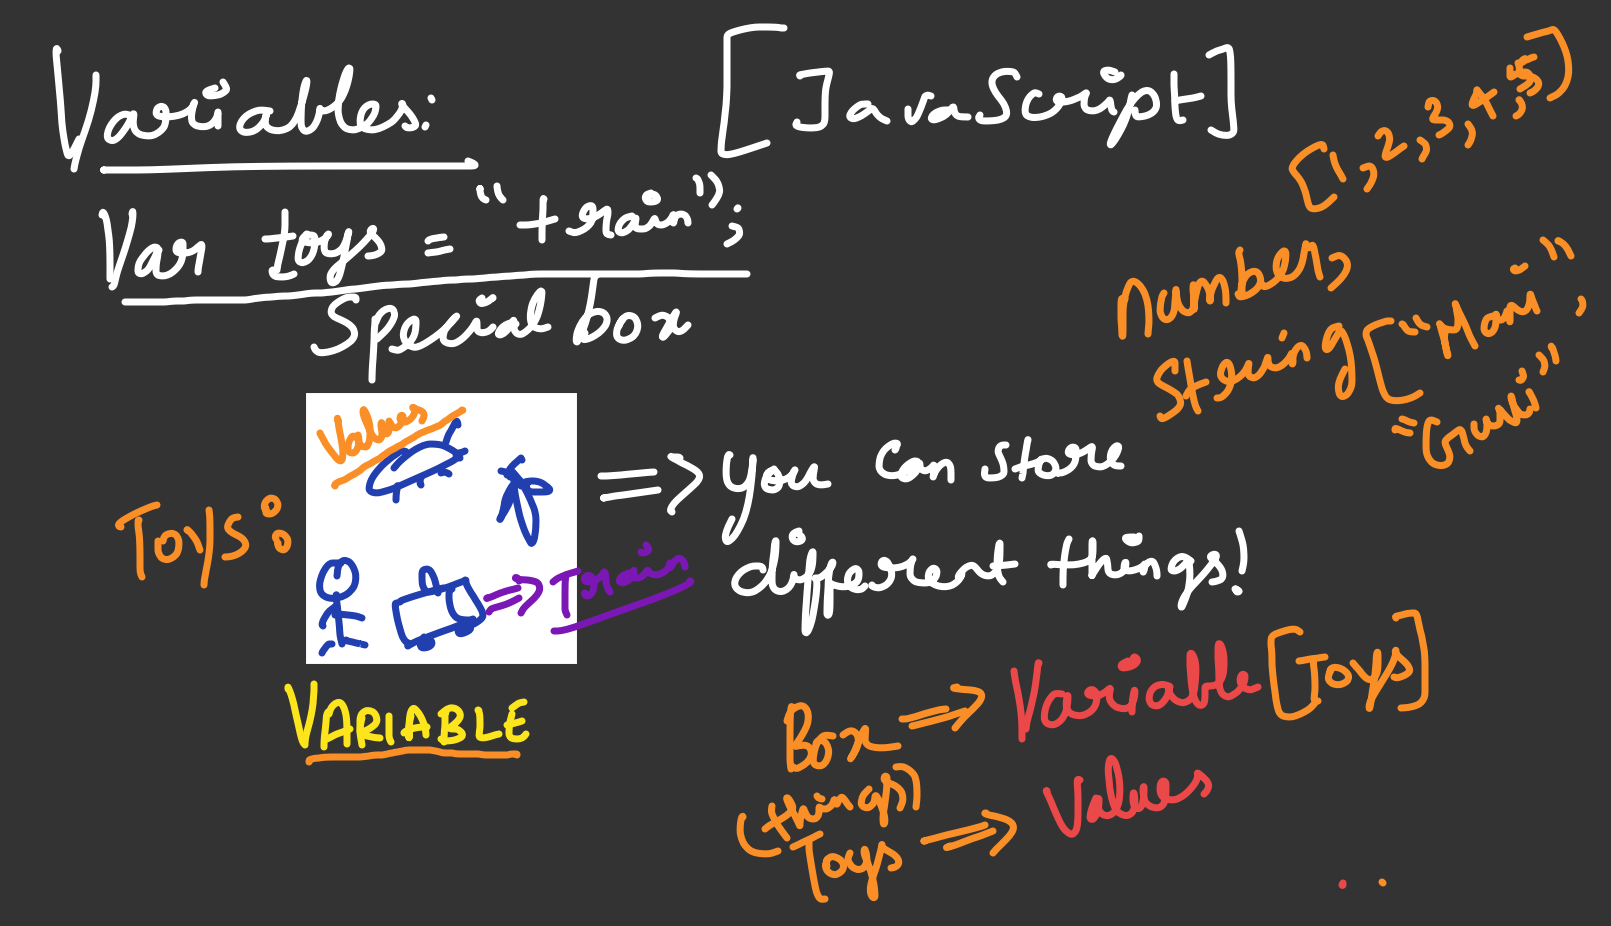 Variables:
[JavaScript]
Var toys = "train";
Special box
[1,2,3,4,5]
Number,
String ["Mani",
"Guri"
Values
Toys:
=> you can store
different things!
=> Train
VARIABLE
Box => Variable [Toys]
(things)
Toys => Values